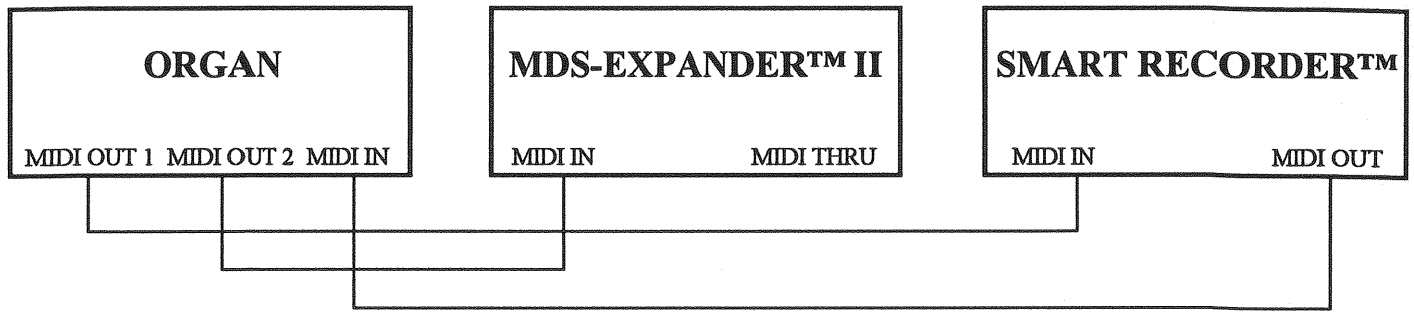 ORGAN
MIDI OUT 1 MIDI OUT 2 MIDI IN
MDS-EXPANDER™ II
MIDI IN MIDI THRU
SMART RECORDER™
MIDI IN MIDI OUT